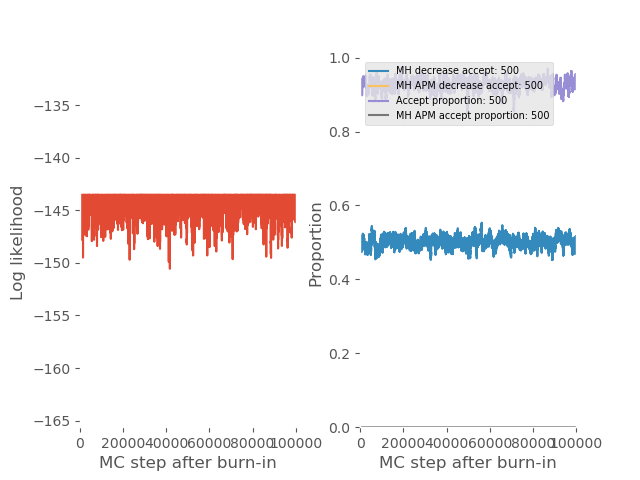 −135
−140
−145
−150
−155
−160
−165
Log likelihood
0 20000 40000 60000 80000 100000
MC step after burn-in
1.0
0.8
0.6
0.4
0.2
0.0
Proportion
MH decrease accept: 500
MH APM decrease accept: 500
Accept proportion: 500
MH APM accept proportion: 500
0 20000 40000 60000 80000 100000
MC step after burn-in